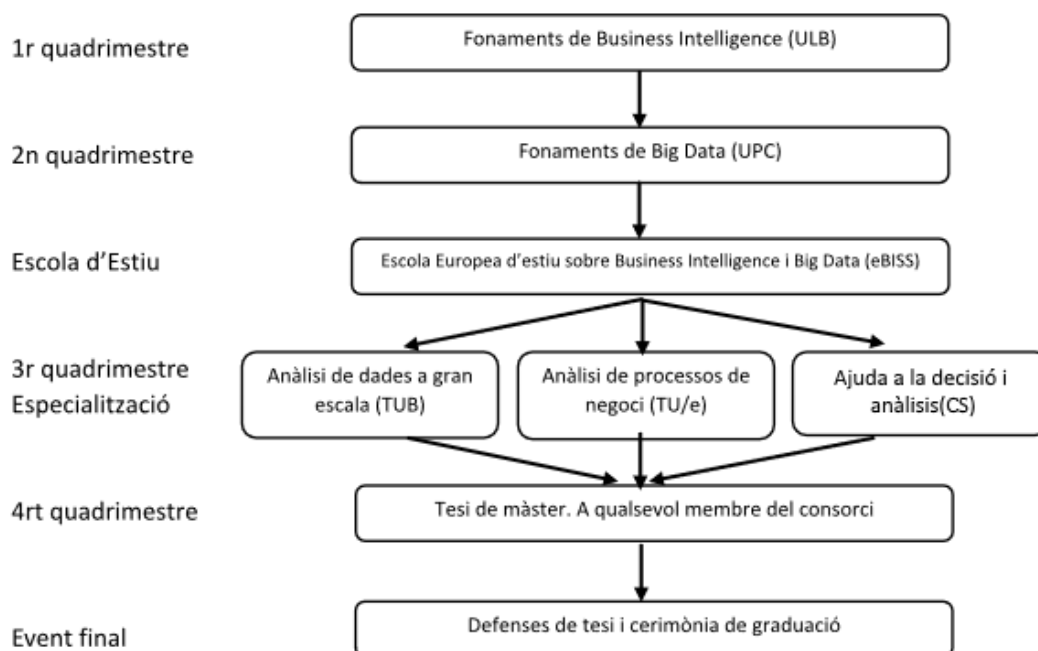 1r quadrimestre
Fonaments de Business Intelligence (ULB)
2n quadrimestre
Fonaments de Big Data (UPC)
Escola d'Estiu
Escola Europea d'estiu sobre Business Intelligence i Big Data (eBISS)
3r quadrimestre
Especialització
Anàlisi de dades a gran
escala (TUB)
Anàlisi de processos de
negoci (TU/e)
Ajuda a la decisió i
anàlisis(CS)
4rt quadrimestre
Tesi de màster. A qualsevol membre del consorci
Event final
Defenses de tesi i cerimònia de graduació